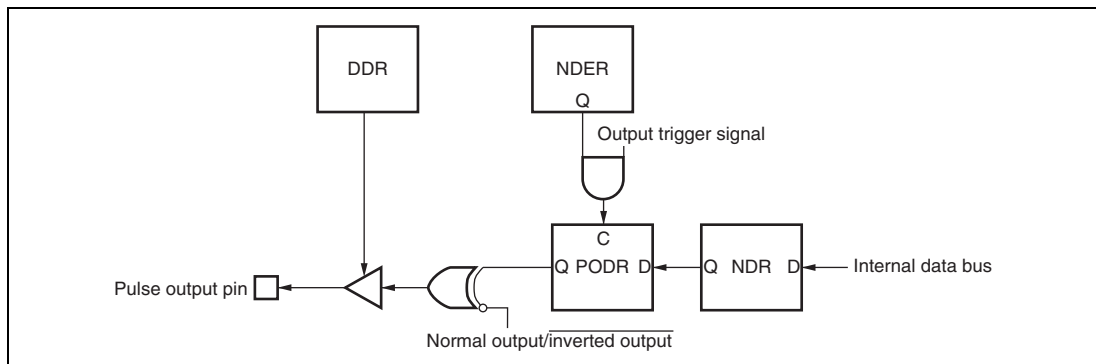 DDR
NDER
Q
Output trigger signal
C
Q PODR D
Q NDR D
Internal data bus
Pulse output pin
Normal output/inverted output